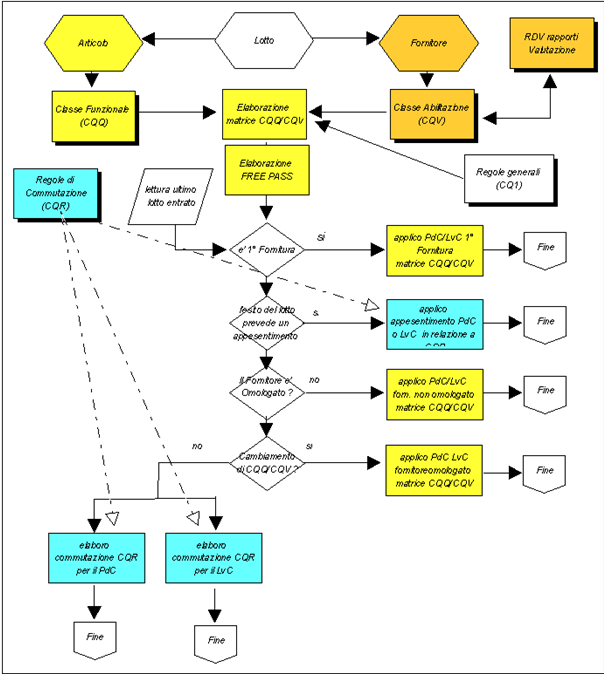 Articolo
Lotto
Fornitore
RDV rapporti
Valutazione
Classe Funzionale
(CQQ)
Elaborazione
matrice CQQ/CQV
Classe Abilitazione
(CQV)
Elaborazione
FREE PASS
Regole generali
(CQ1)
Regole di
Commutazione
(CQR)
lettura ultimo
lotto entrato
e' 1° Fornitura
si
applico PdC/LvC 1°
Fornitura
matrice CQQ/CQV
Fine
lotto
prevede un
appesentimento
s.
applico
appesentimento PdC
o LvC in relazione a
CQR
Fine
Il Fornitore e'
Omologato ?
no
applico PdC/LvC
forn. non omologato
matrice CQQ/CQV
Fine
no
Cambiamento
di CQQ/CQV ?
si
applico PdC LvC
fornitoreomologato
matrice CQQ/CQV
Fine
elaboro
commutazione CQR
per il PdC
elaboro
commutazione CQR
per il LvC
Fine
Fine